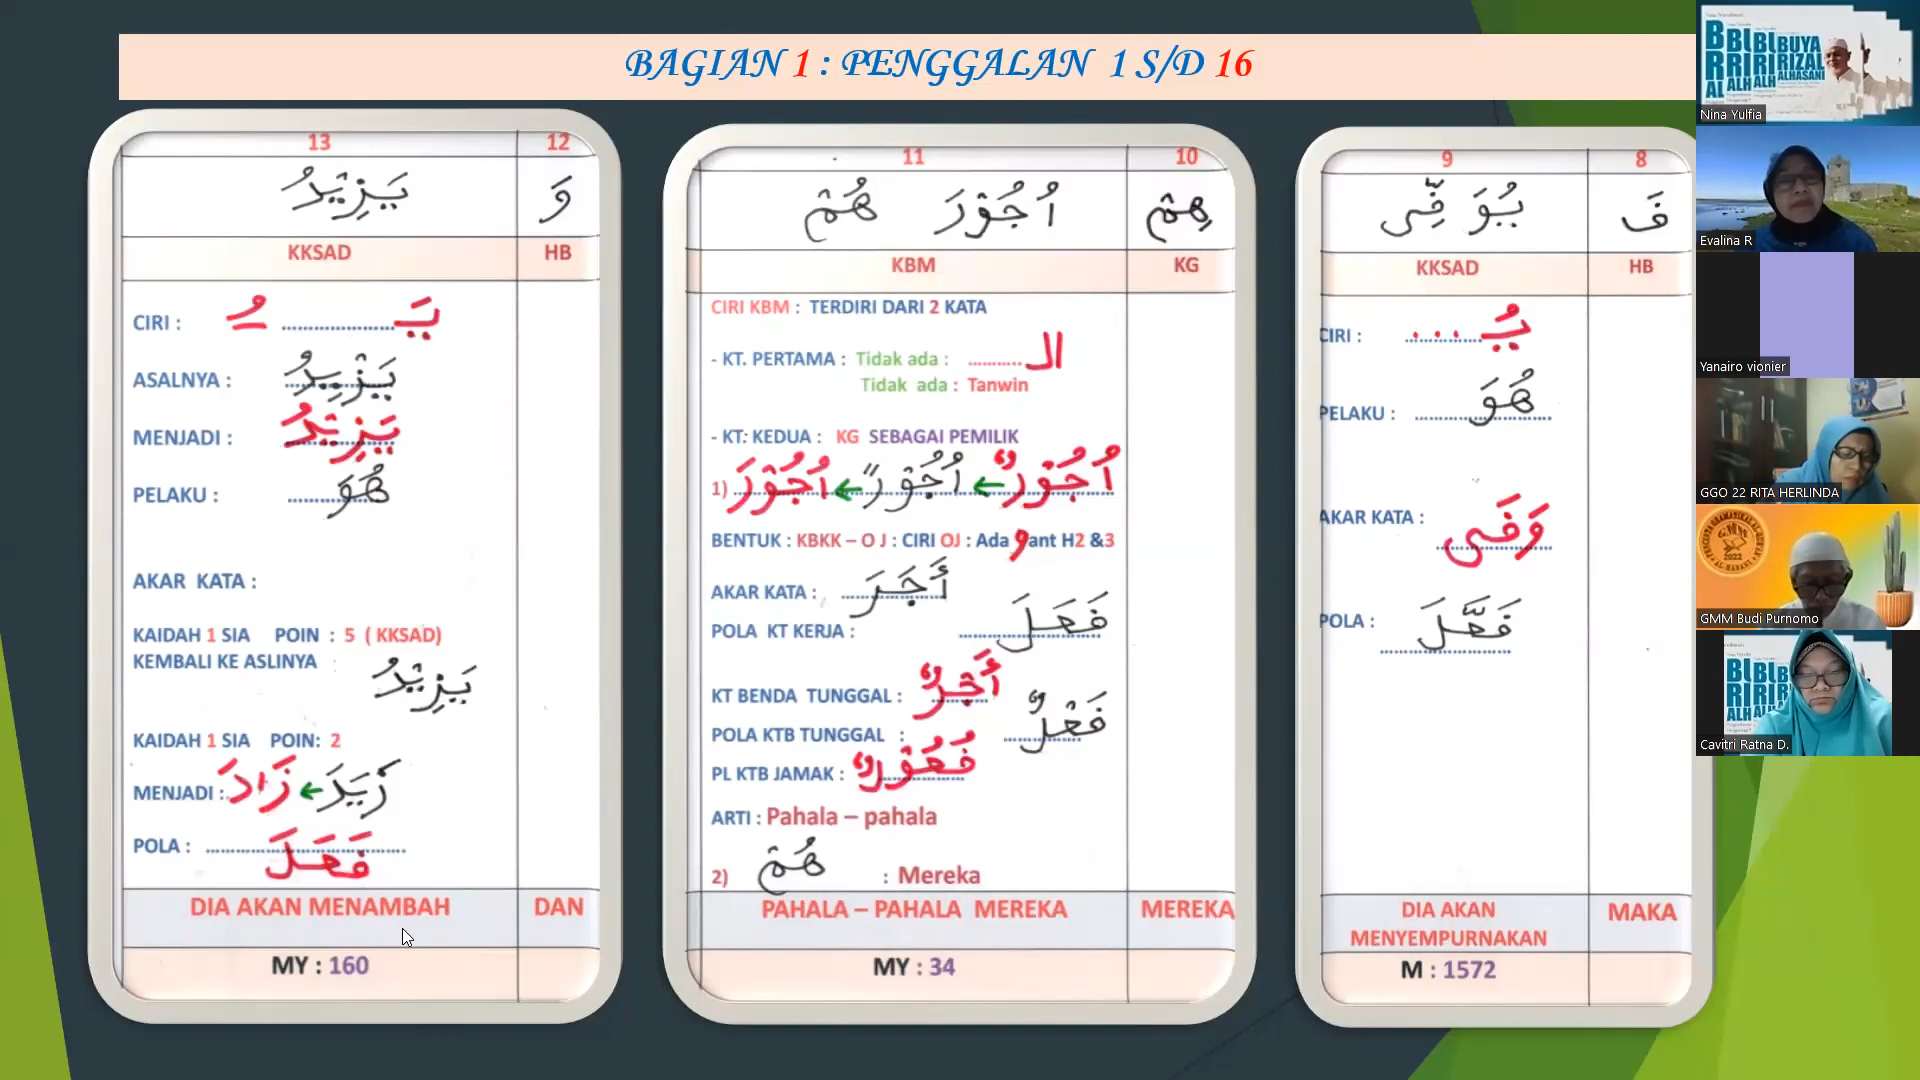 BAGIAN 1 : PENGGALAN 1 S/D 16
13 12
يَزِيْدُ وَ
KKSAD HB
CIRI : يَـ .................... ـُ
ASALNYA : يَزْيِدُ
MENJADI : يَزِيْدُ
PELAKU : هُوَ
AKAR KATA :
KAIDAH 1 SIA POIN : 5 ( KKSAD)
KEMBALI KE ASLINYA
يَزِيْدُ
KAIDAH 1 SIA POIN: 2
MENJADI : زَيَدَ ← زَادَ
POLA : فَعَلَ
DIA AKAN MENAMBAH DAN
MY : 160
11 10
اُجُوْرَ هُمْ هِمْ
KBM KG
CIRI KBM : TERDIRI DARI 2 KATA
- KT. PERTAMA : Tidak ada : .......... الـ
Tidak ada : Tanwin
- KT. KEDUA : KG SEBAGAI PEMILIK
1) اُجُوْرٌ ← اُجُوْرً ← اُجُوْرَ
BENTUK : KBKK – O J : CIRI OJ : Ada و ant H2 &3
AKAR KATA : أَجَرَ
POLA KT KERJA : فَعَلَ
KT BENDA TUNGGAL : أَجْرٌ
POLA KTB TUNGGAL : فَعْلٌ
PL KTB JAMAK :
ARTI : Pahala – pahala
2) هُمْ : Mereka
PAHALA – PAHALA MEREKA MEREKA
MY : 34
9 8
يُوَ فِّى فَ
KKSAD HB
CIRI : يُـ
PELAKU : هُوَ
AKAR KATA : وَفَى
POLA : فَعَّلَ
DIA AKAN MAKA
MENYEMPURNAKAN
M : 1572
BUYA
RIZAL
ALHASANI
Nina Yulfia
Evalina R
Yanairo vionier
GGO 22 RITA HERLINDA
2022
GMM Budi Purnomo
Cavitri Ratna D.